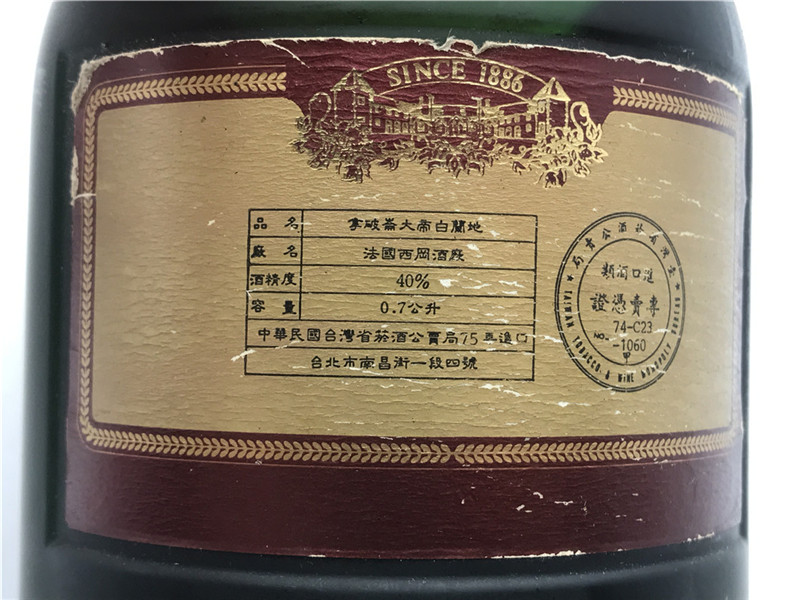 SINCE 1886
品名 拿破崙大帝白蘭地
廠名 法國西岡酒廠
酒精度 40%
容量 0.7公升
中華民國台灣省菸酒公賣局75年進口
台北市南昌街一段四號
局賣公酒菸省灣臺
類酒口進
證憑賣專
74-C23
No. -1060
甲
TAIWAN TOBACCO & WINE MONOPOLY BUREAU